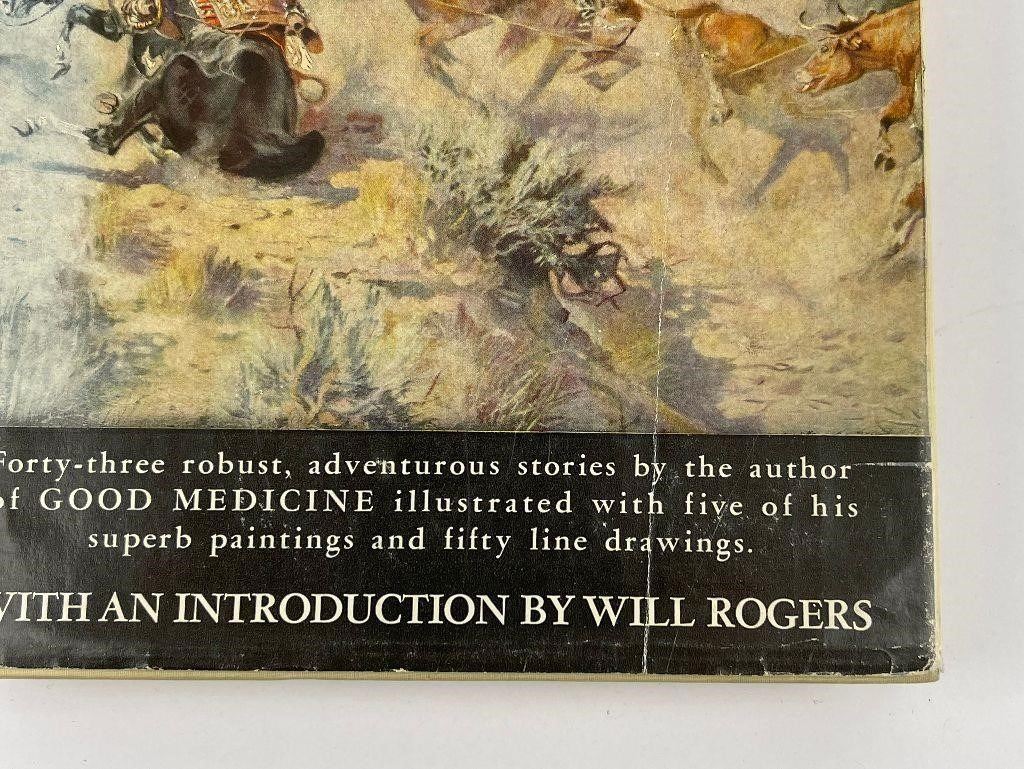 Forty-three robust, adventurous stories by the author
of GOOD MEDICINE illustrated with five of his
superb paintings and fifty line drawings.
WITH AN INTRODUCTION BY WILL ROGERS